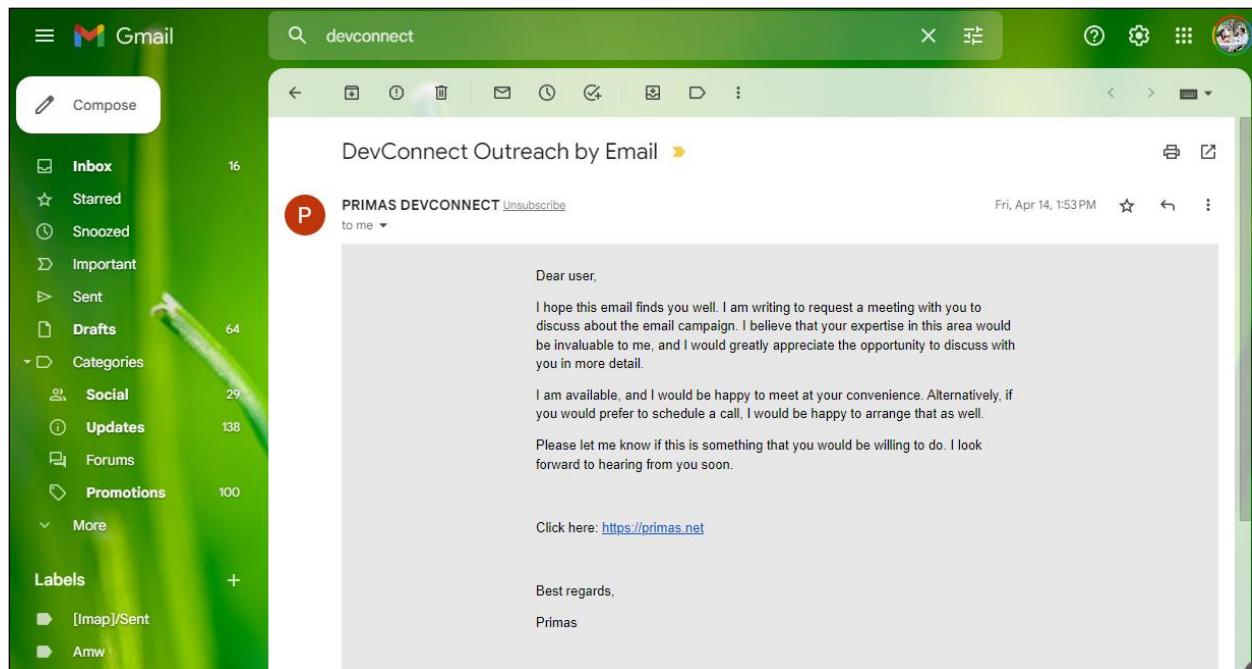 Gmail
devconnect
Compose
Inbox 16
Starred
Snoozed
Important
Sent
Drafts 64
Categories
Social 29
Updates 138
Forums
Promotions 100
More
Labels
[Imap]/Sent
Amw
DevConnect Outreach by Email
P
PRIMAS DEVCONNECT Unsubscribe
Fri, Apr 14, 1:53 PM
to me
Dear user,
I hope this email finds you well. I am writing to request a meeting with you to
discuss about the email campaign. I believe that your expertise in this area would
be invaluable to me, and I would greatly appreciate the opportunity to discuss with
you in more detail.
I am available, and I would be happy to meet at your convenience. Alternatively, if
you would prefer to schedule a call, I would be happy to arrange that as well.
Please let me know if this is something that you would be willing to do. I look
forward to hearing from you soon.
Click here: https://primas.net
Best regards,
Primas